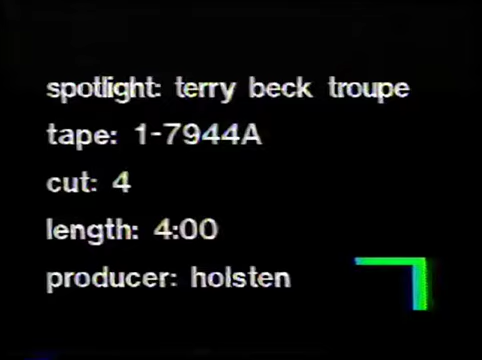 spotlight: terry beck troupe
tape: 1-7944A
cut: 4
length: 4:00
producer: holsten